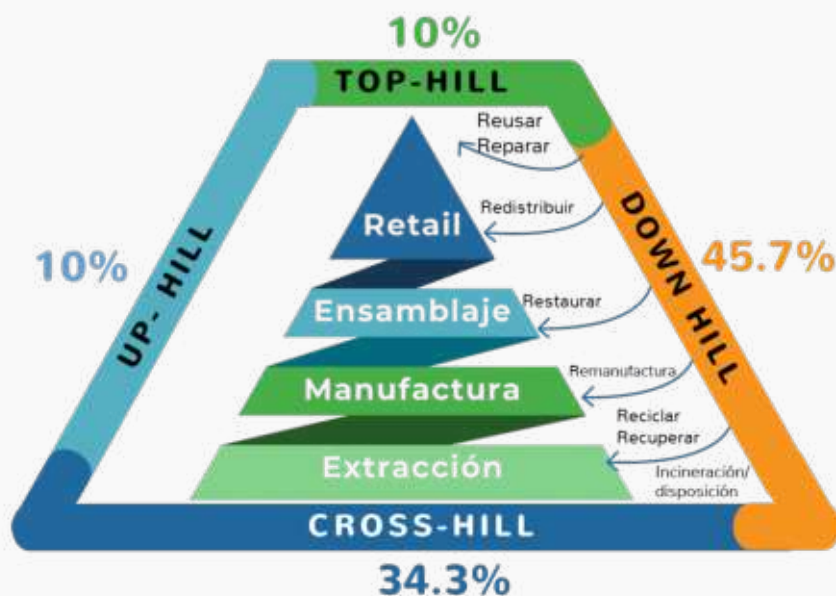 10%
TOP-HILL
Reusar
Reparar
Retail
Redistribuir
UP- HILL
10%
DOWN HILL
45.7%
Ensamblaje
Restaurar
Manufactura
Remanufactura
Reciclar
Recuperar
Extracción
Incineración/
disposición
CROSS-HILL
34.3%